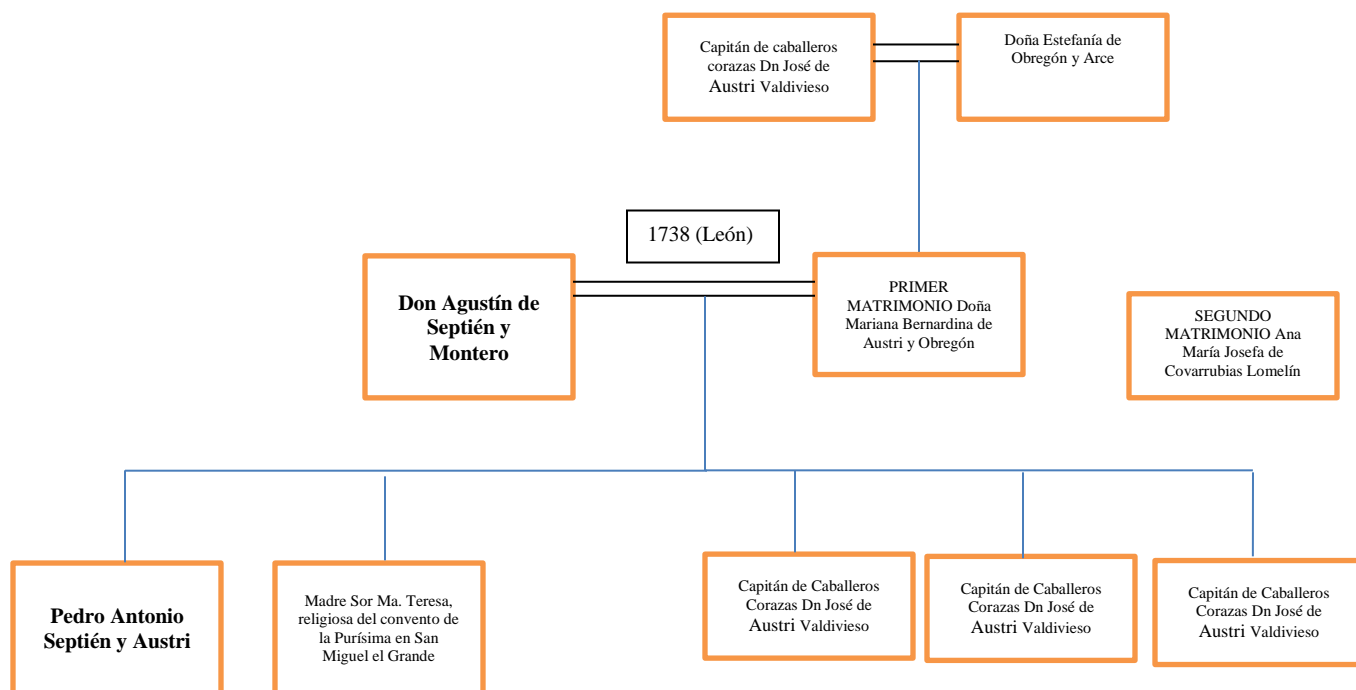 Capitán de caballeros
corazas Dn José de
Austri Valdivieso
Doña Estefanía de
Obregón y Arce
1738 (León)
Don Agustín de
Septién y
Montero
PRIMER
MATRIMONIO Doña
Mariana Bernardina de
Austri y Obregón
SEGUNDO
MATRIMONIO Ana
María Josefa de
Covarrubias Lomelín
Pedro Antonio
Septién y Austri
Madre Sor Ma. Teresa,
religiosa del convento de
la Purísima en San
Miguel el Grande
Capitán de Caballeros
Corazas Dn José de
Austri Valdivieso
Capitán de Caballeros
Corazas Dn José de
Austri Valdivieso
Capitán de Caballeros
Corazas Dn José de
Austri Valdivieso